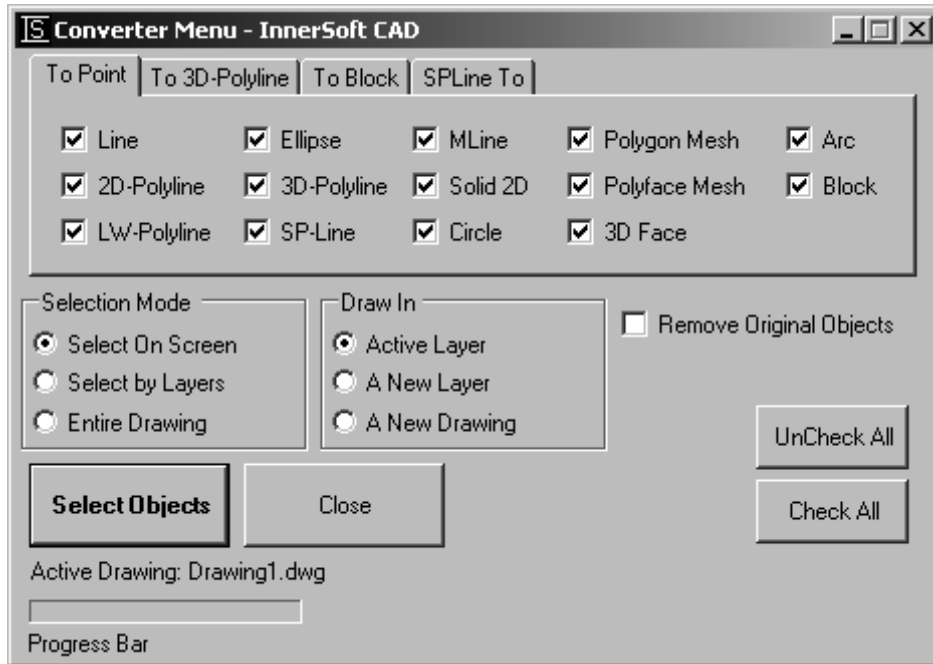 IS Converter Menu - InnerSoft CAD
To Point To 3D-Polyline To Block SPLine To
Line Ellipse MLine Polygon Mesh Arc
2D-Polyline 3D-Polyline Solid 2D Polyface Mesh Block
LW-Polyline SP-Line Circle 3D Face
Selection Mode
Select On Screen
Select by Layers
Entire Drawing
Draw In
Active Layer
A New Layer
A New Drawing
Remove Original Objects
UnCheck All
Select Objects Close Check All
Active Drawing: Drawing1.dwg
Progress Bar